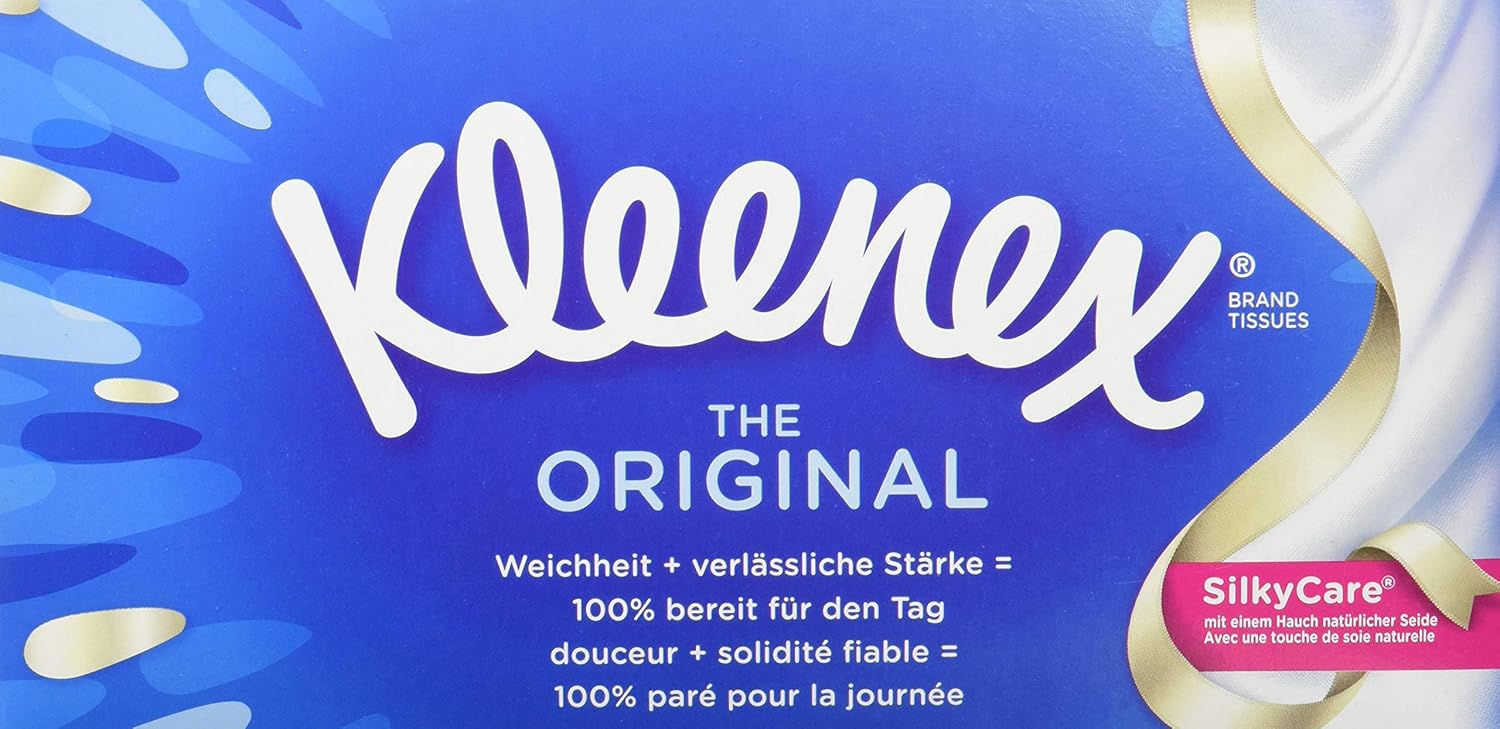 Kleenex®
BRAND
TISSUES
THE
ORIGINAL
Weichheit + verlässliche Stärke =
100% bereit für den Tag
douceur + solidité fiable =
100% paré pour la journée
SilkyCare®
mit einem Hauch natürlicher Seide
Avec une touche de soie naturelle